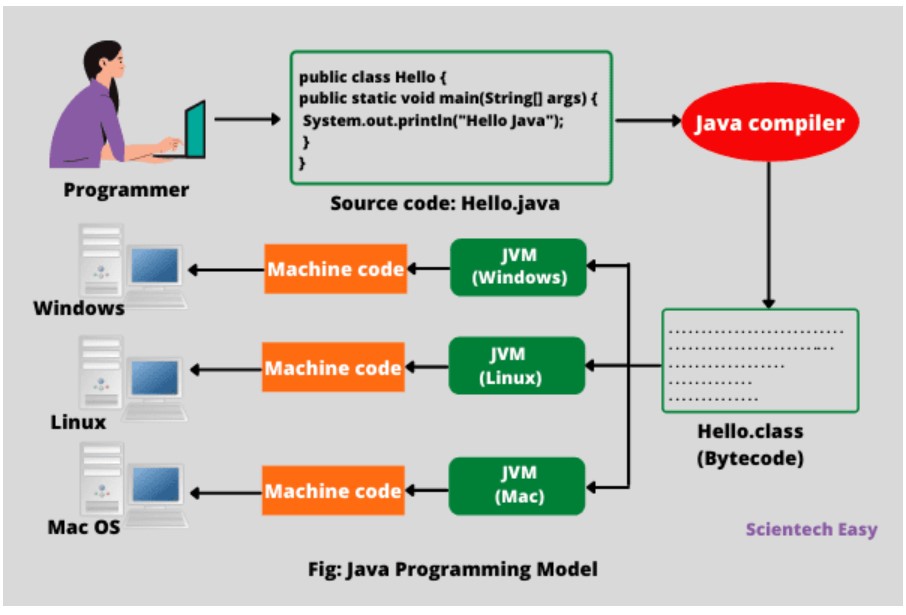 public class Hello {
public static void main(String[] args) {
System.out.println("Hello Java");
}
}
Java compiler
Programmer
Source code: Hello.java
Windows
Machine code
JVM
(Windows)
Linux
Machine code
JVM
(Linux)
Hello.class
(Bytecode)
Mac OS
Machine code
JVM
(Mac)
Scientech Easy
Fig: Java Programming Model